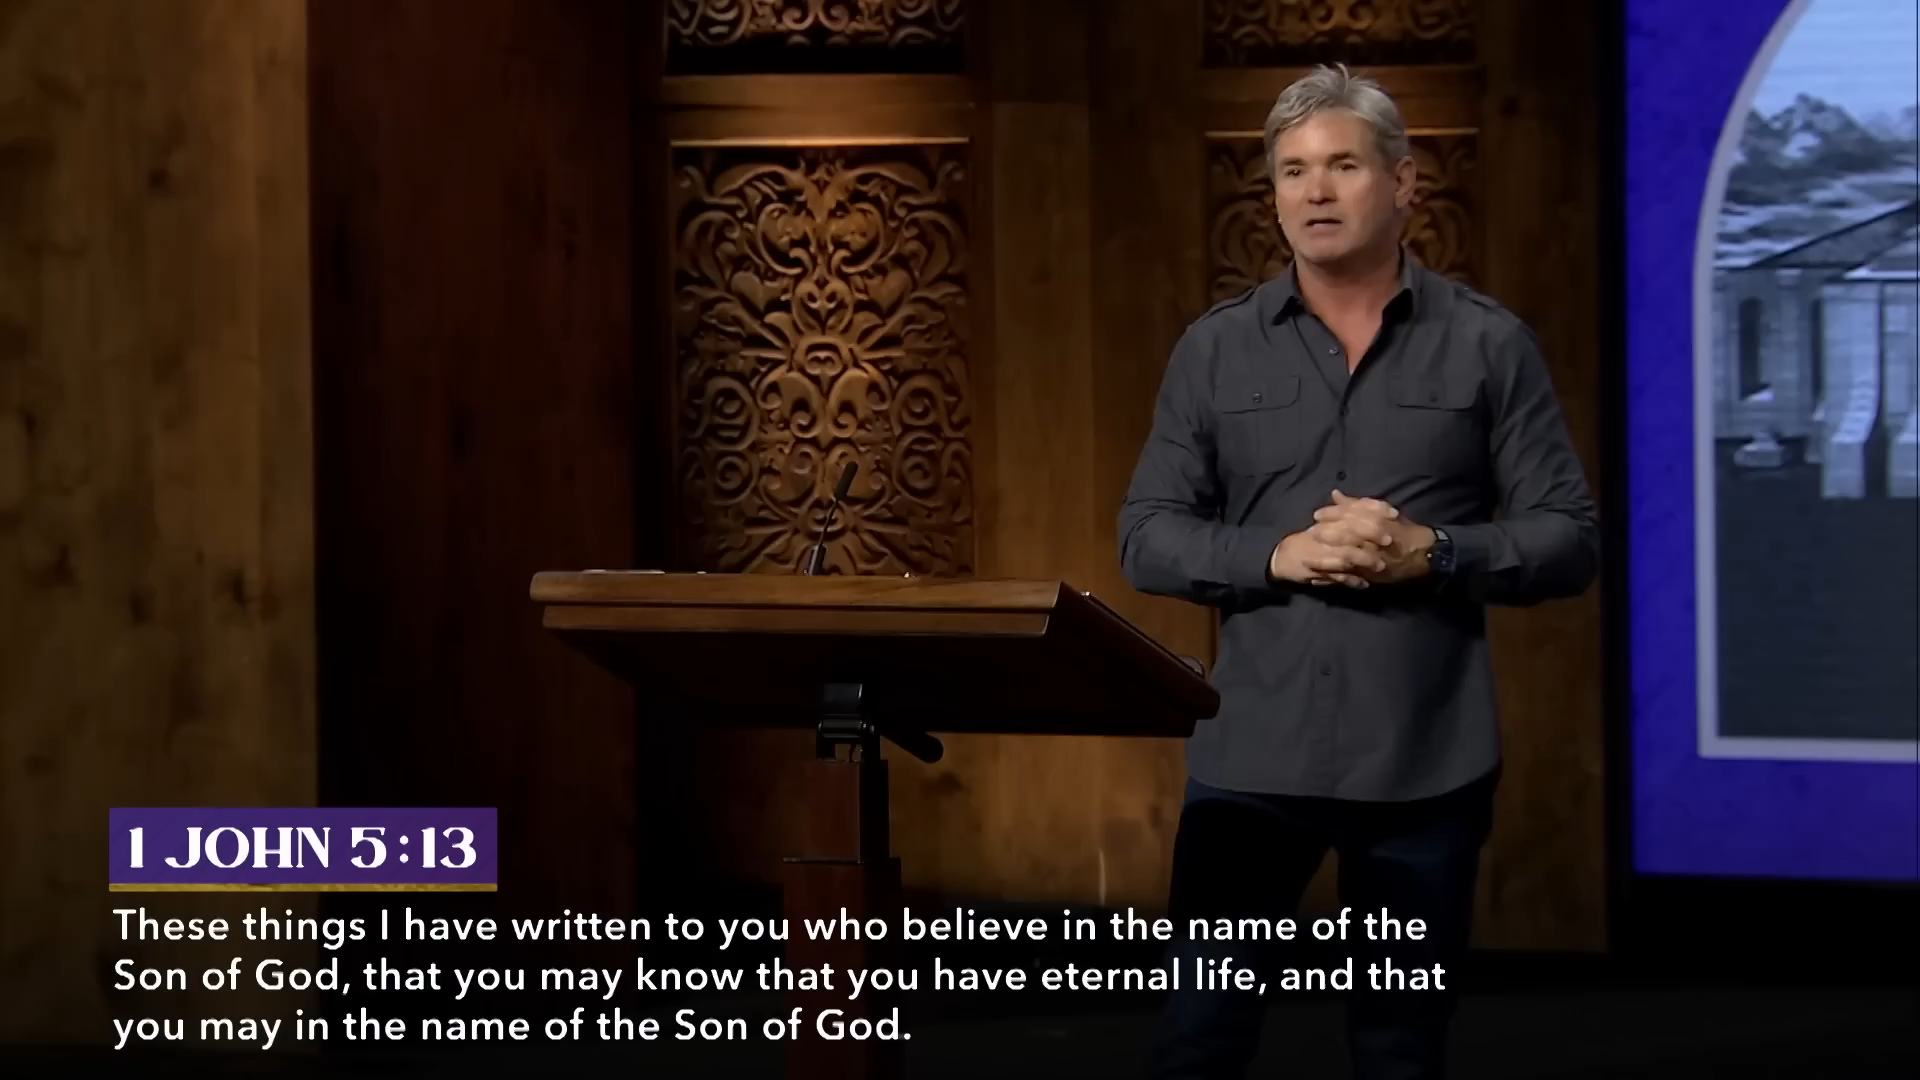 1 JOHN 5:13
These things I have written to you who believe in the name of the
Son of God, that you may know that you have eternal life, and that
you may in the name of the Son of God.